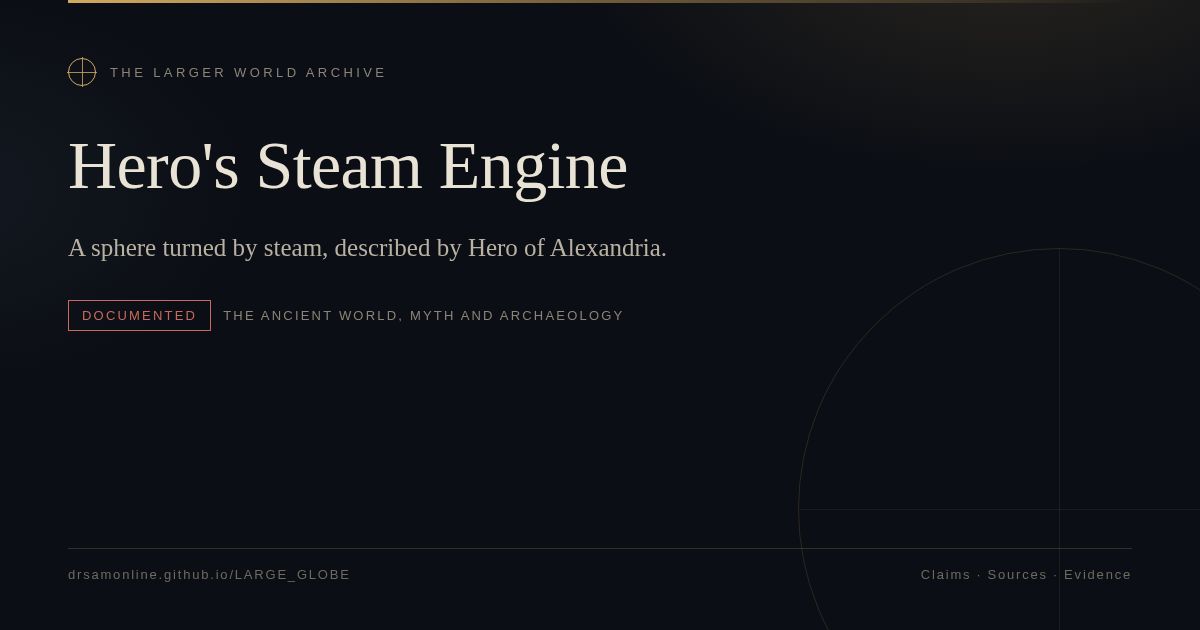 THE LARGER WORLD ARCHIVE
Hero's Steam Engine
A sphere turned by steam, described by Hero of Alexandria.
DOCUMENTED THE ANCIENT WORLD, MYTH AND ARCHAEOLOGY
drsamonline.github.io/LARGE_GLOBE
Claims · Sources · Evidence